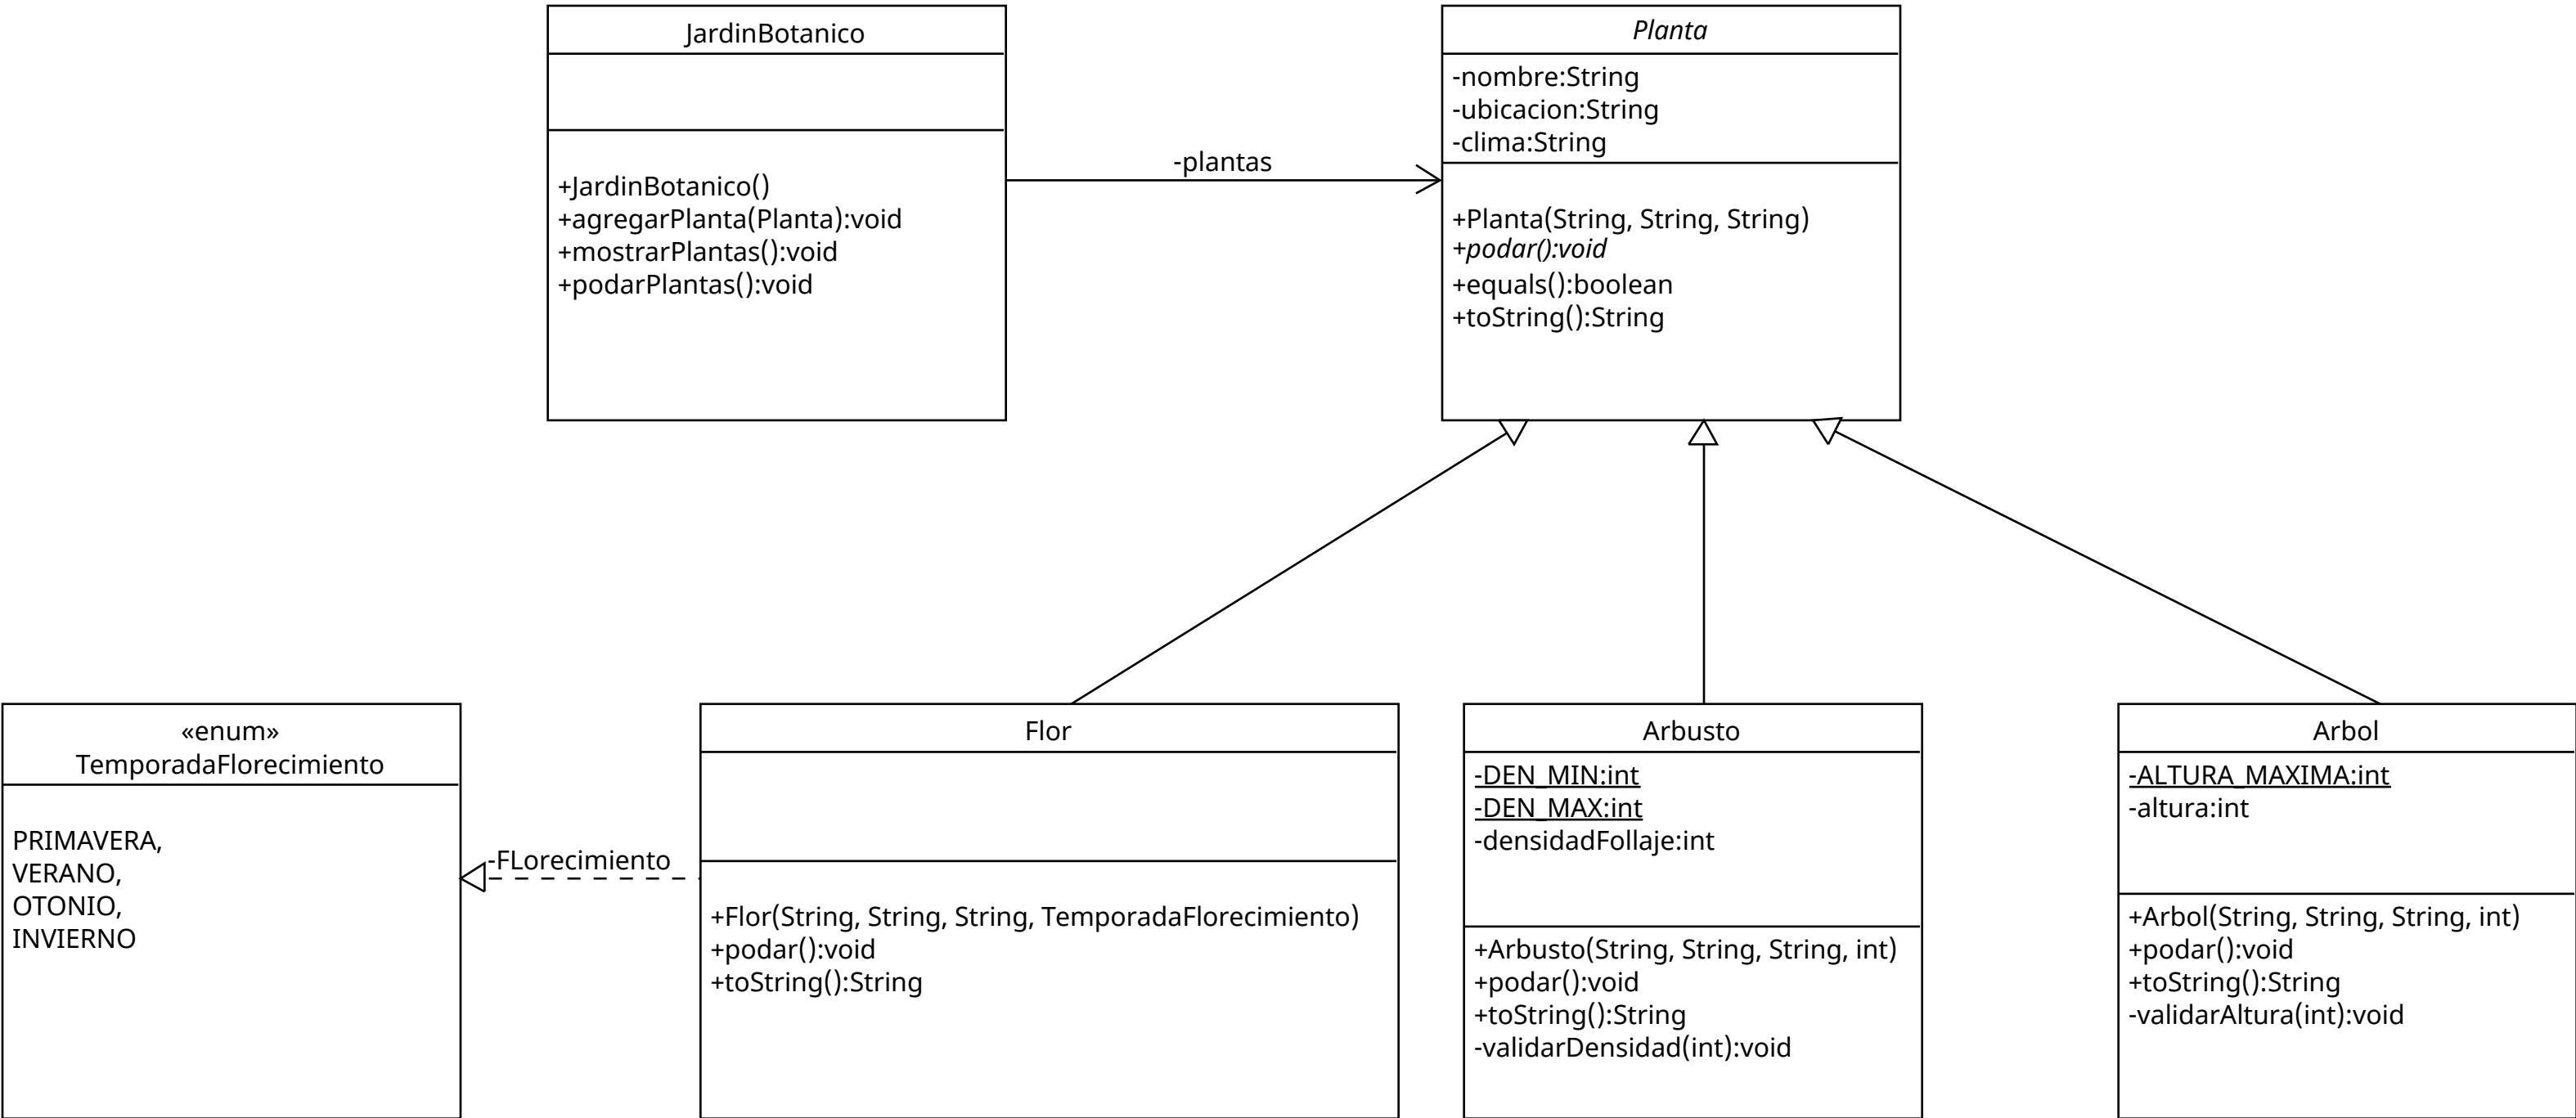 JardinBotanico
+JardinBotanico()
+agregarPlanta(Planta):void
+mostrarPlantas():void
+podarPlantas():void
-plantas
Planta
-nombre:String
-ubicacion:String
-clima:String
+Planta(String, String, String)
+podar():void
+equals():boolean
+toString():String
«enum»
TemporadaFlorecimiento
PRIMAVERA,
VERANO,
OTONIO,
INVIERNO
-FLorecimiento
Flor
+Flor(String, String, String, TemporadaFlorecimiento)
+podar():void
+toString():String
Arbusto
-DEN_MIN:int
-DEN_MAX:int
-densidadFollaje:int
+Arbusto(String, String, String, int)
+podar():void
+toString():String
-validarDensidad(int):void
Arbol
-ALTURA_MAXIMA:int
-altura:int
+Arbol(String, String, String, int)
+podar():void
+toString():String
-validarAltura(int):void